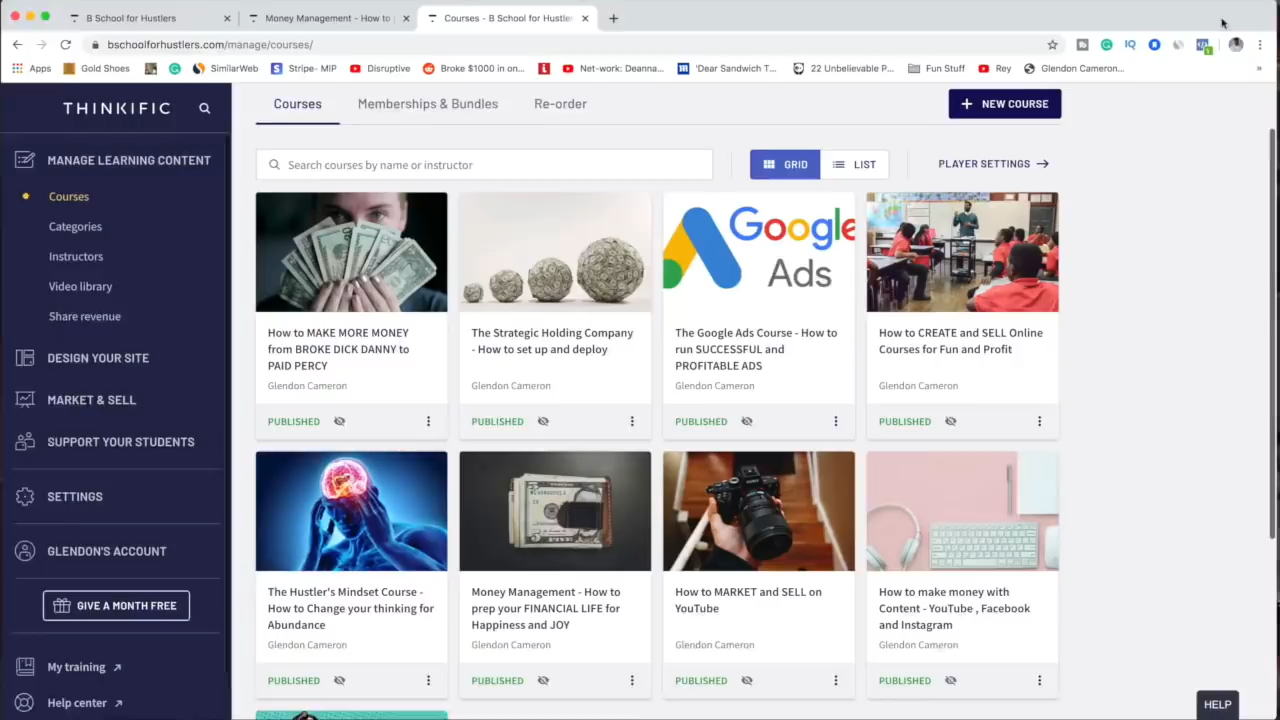 B School for Hustlers
Money Management - How to
Courses - B School for Hustle
bschoolforhustlers.com/manage/courses/
Apps
Gold Shoes
SimilarWeb
Stripe- MIP
Disruptive
Broke $1000 in on...
Net-work: Deanna...
'Dear Sandwich T...
22 Unbelievable P...
Fun Stuff
Rey
Glendon Cameron...
»
THINKIFIC
MANAGE LEARNING CONTENT
Courses
Categories
Instructors
Video library
Share revenue
DESIGN YOUR SITE
MARKET & SELL
SUPPORT YOUR STUDENTS
SETTINGS
GLENDON'S ACCOUNT
GIVE A MONTH FREE
My training
Help center
Courses
Memberships & Bundles
Re-order
+ NEW COURSE
Search courses by name or instructor
GRID
LIST
PLAYER SETTINGS
How to MAKE MORE MONEY
from BROKE DICK DANNY to
PAID PERCY
Glendon Cameron
PUBLISHED
The Strategic Holding Company
- How to set up and deploy
Glendon Cameron
PUBLISHED
Google
Ads
The Google Ads Course - How to
run SUCCESSFUL and
PROFITABLE ADS
Glendon Cameron
PUBLISHED
How to CREATE and SELL Online
Courses for Fun and Profit
Glendon Cameron
PUBLISHED
The Hustler's Mindset Course -
How to Change your thinking for
Abundance
Glendon Cameron
PUBLISHED
Money Management - How to
prep your FINANCIAL LIFE for
Happiness and JOY
Glendon Cameron
PUBLISHED
How to MARKET and SELL on
YouTube
Glendon Cameron
PUBLISHED
How to make money with
Content - YouTube , Facebook
and Instagram
Glendon Cameron
PUBLISHED
HELP